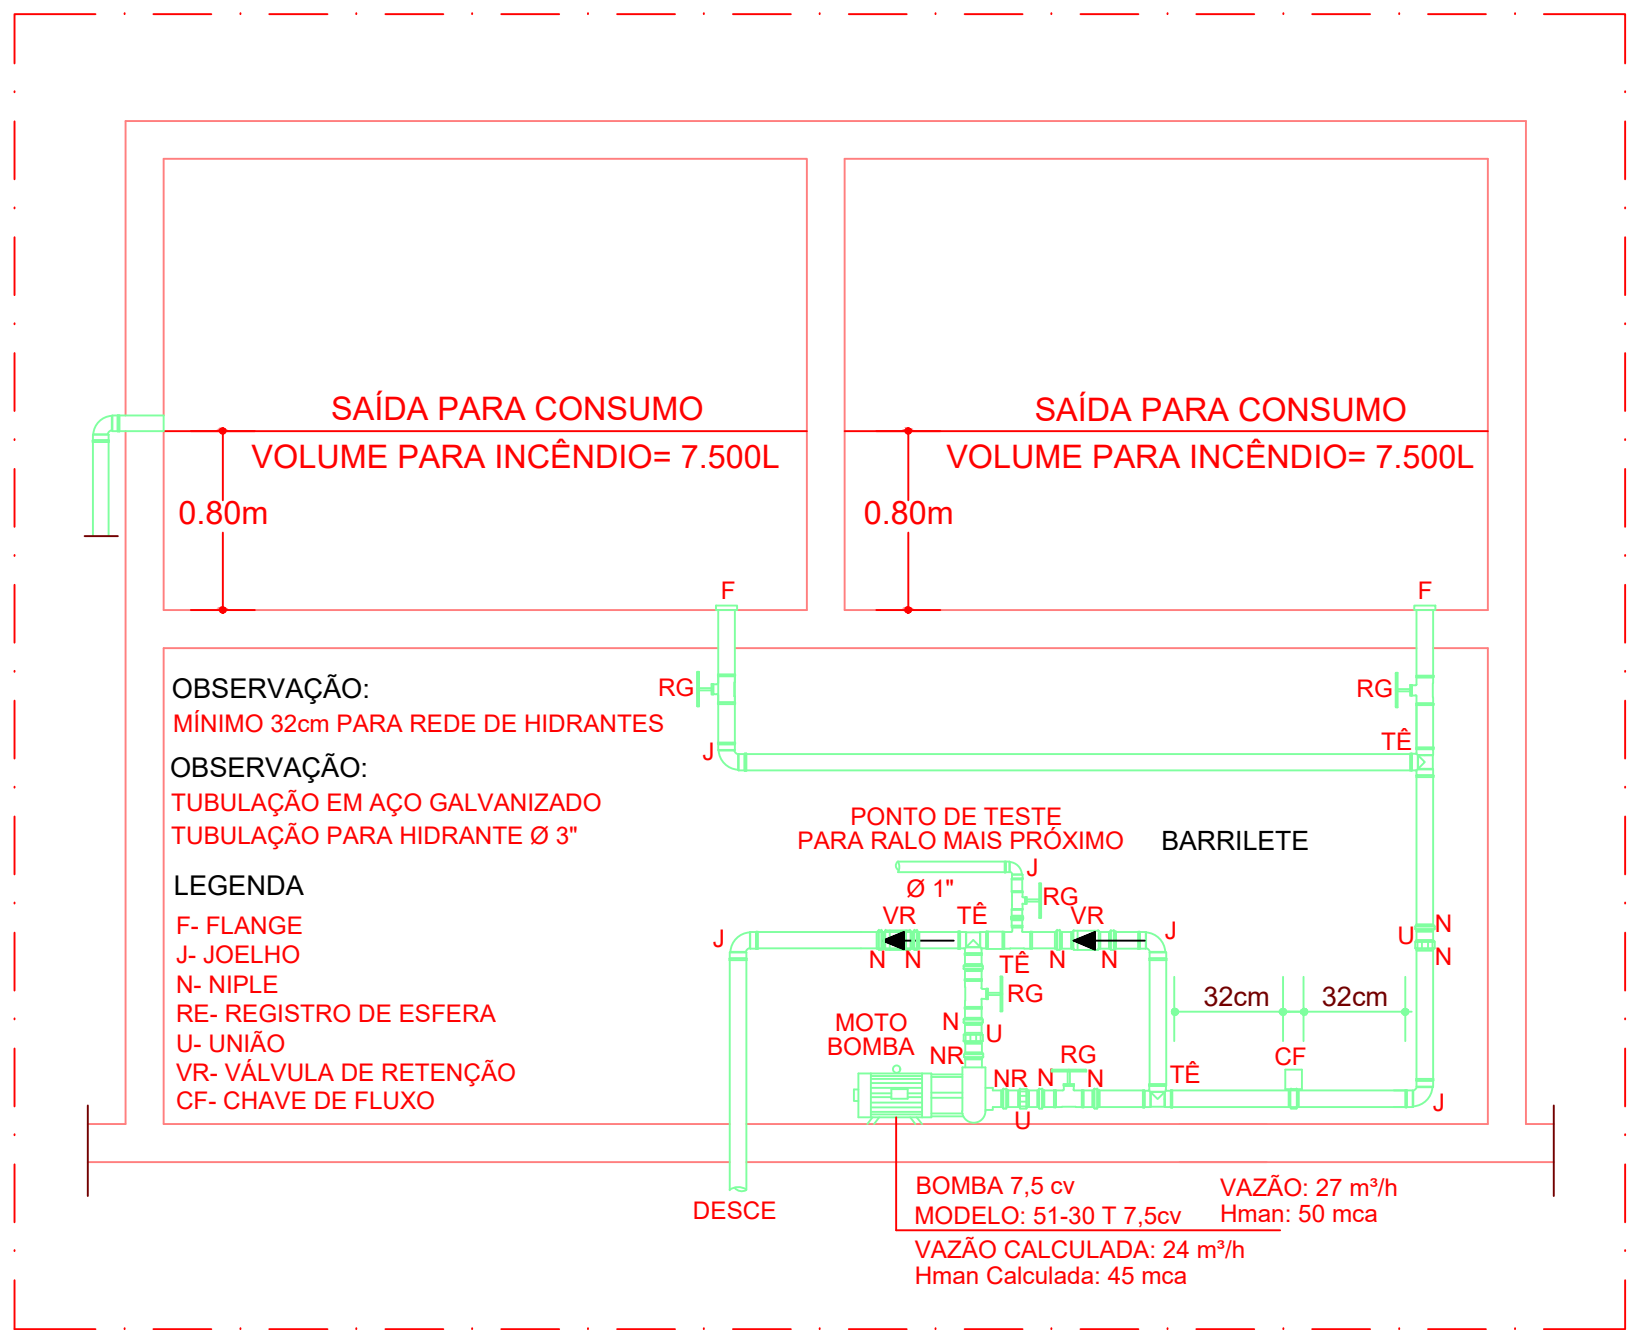 SAÍDA PARA CONSUMO
VOLUME PARA INCÊNDIO= 7.500L
0.80m
SAÍDA PARA CONSUMO
VOLUME PARA INCÊNDIO= 7.500L
0.80m
F
F
OBSERVAÇÃO:
MÍNIMO 32cm PARA REDE DE HIDRANTES
RG
RG
J
TÊ
OBSERVAÇÃO:
TUBULAÇÃO EM AÇO GALVANIZADO
TUBULAÇÃO PARA HIDRANTE Ø 3"
PONTO DE TESTE
PARA RALO MAIS PRÓXIMO
BARRILETE
LEGENDA
F- FLANGE
J- JOELHO
N- NIPLE
RE- REGISTRO DE ESFERA
U- UNIÃO
VR- VÁLVULA DE RETENÇÃO
CF- CHAVE DE FLUXO
J
Ø 1"
RG
VR
TÊ
VR
J
J
N
N
TÊ
N
N
N
U
N
RG
32cm
32cm
MOTO
BOMBA
N
U
NR
RG
CF
NR
N
N
TÊ
U
J
DESCE
BOMBA 7,5 cv
MODELO: 51-30 T 7,5cv
VAZÃO: 27 m³/h
Hman: 50 mca
VAZÃO CALCULADA: 24 m³/h
Hman Calculada: 45 mca